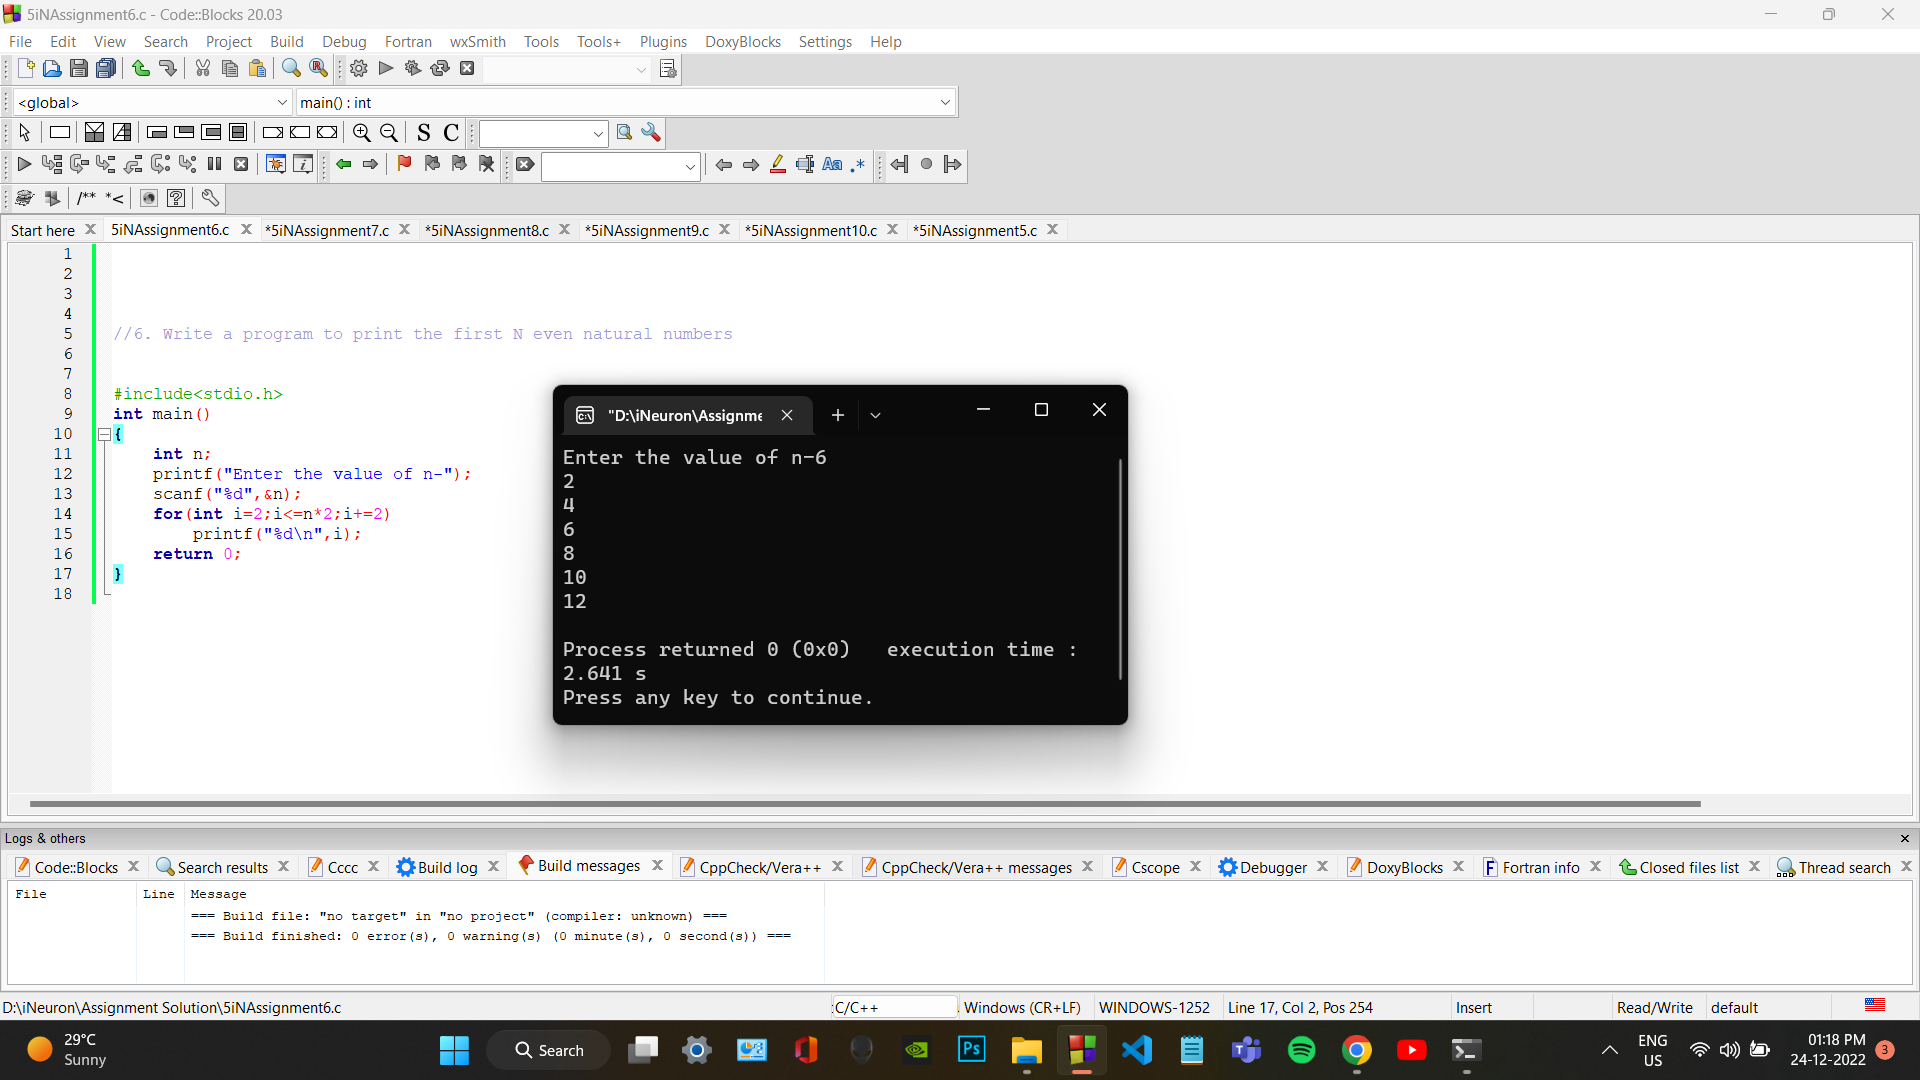 5iNAssignment6.c - Code::Blocks 20.03
File Edit View Search Project Build Debug Fortran wxSmith Tools Tools+ Plugins DoxyBlocks Settings Help
<global> main() : int
S C
Aa .*
/** *<
Start here 5iNAssignment6.c *5iNAssignment7.c *5iNAssignment8.c *5iNAssignment9.c *5iNAssignment10.c *5iNAssignment5.c
1
2
3
4
5 //6. Write a program to print the first N even natural numbers
6
7
8 #include<stdio.h>
9 int main()
10 {
11 int n;
12 printf("Enter the value of n-");
13 scanf("%d",&n);
14 for(int i=2;i<=n*2;i+=2)
15 printf("%d\n",i);
16 return 0;
17 }
18
"D:\iNeuron\Assignme
Enter the value of n-6
2
4
6
8
10
12
Process returned 0 (0x0) execution time :
2.641 s
Press any key to continue.
Logs & others
Code::Blocks Search results Cccc Build log Build messages CppCheck/Vera++ CppCheck/Vera++ messages Cscope Debugger DoxyBlocks Fortran info Closed files list Thread search
File Line Message
=== Build file: "no target" in "no project" (compiler: unknown) ===
=== Build finished: 0 error(s), 0 warning(s) (0 minute(s), 0 second(s)) ===
D:\iNeuron\Assignment Solution\5iNAssignment6.c C/C++ Windows (CR+LF) WINDOWS-1252 Line 17, Col 2, Pos 254 Insert Read/Write default
29°C
Sunny
Search
Ps
ENG
US
01:18 PM
24-12-2022
3